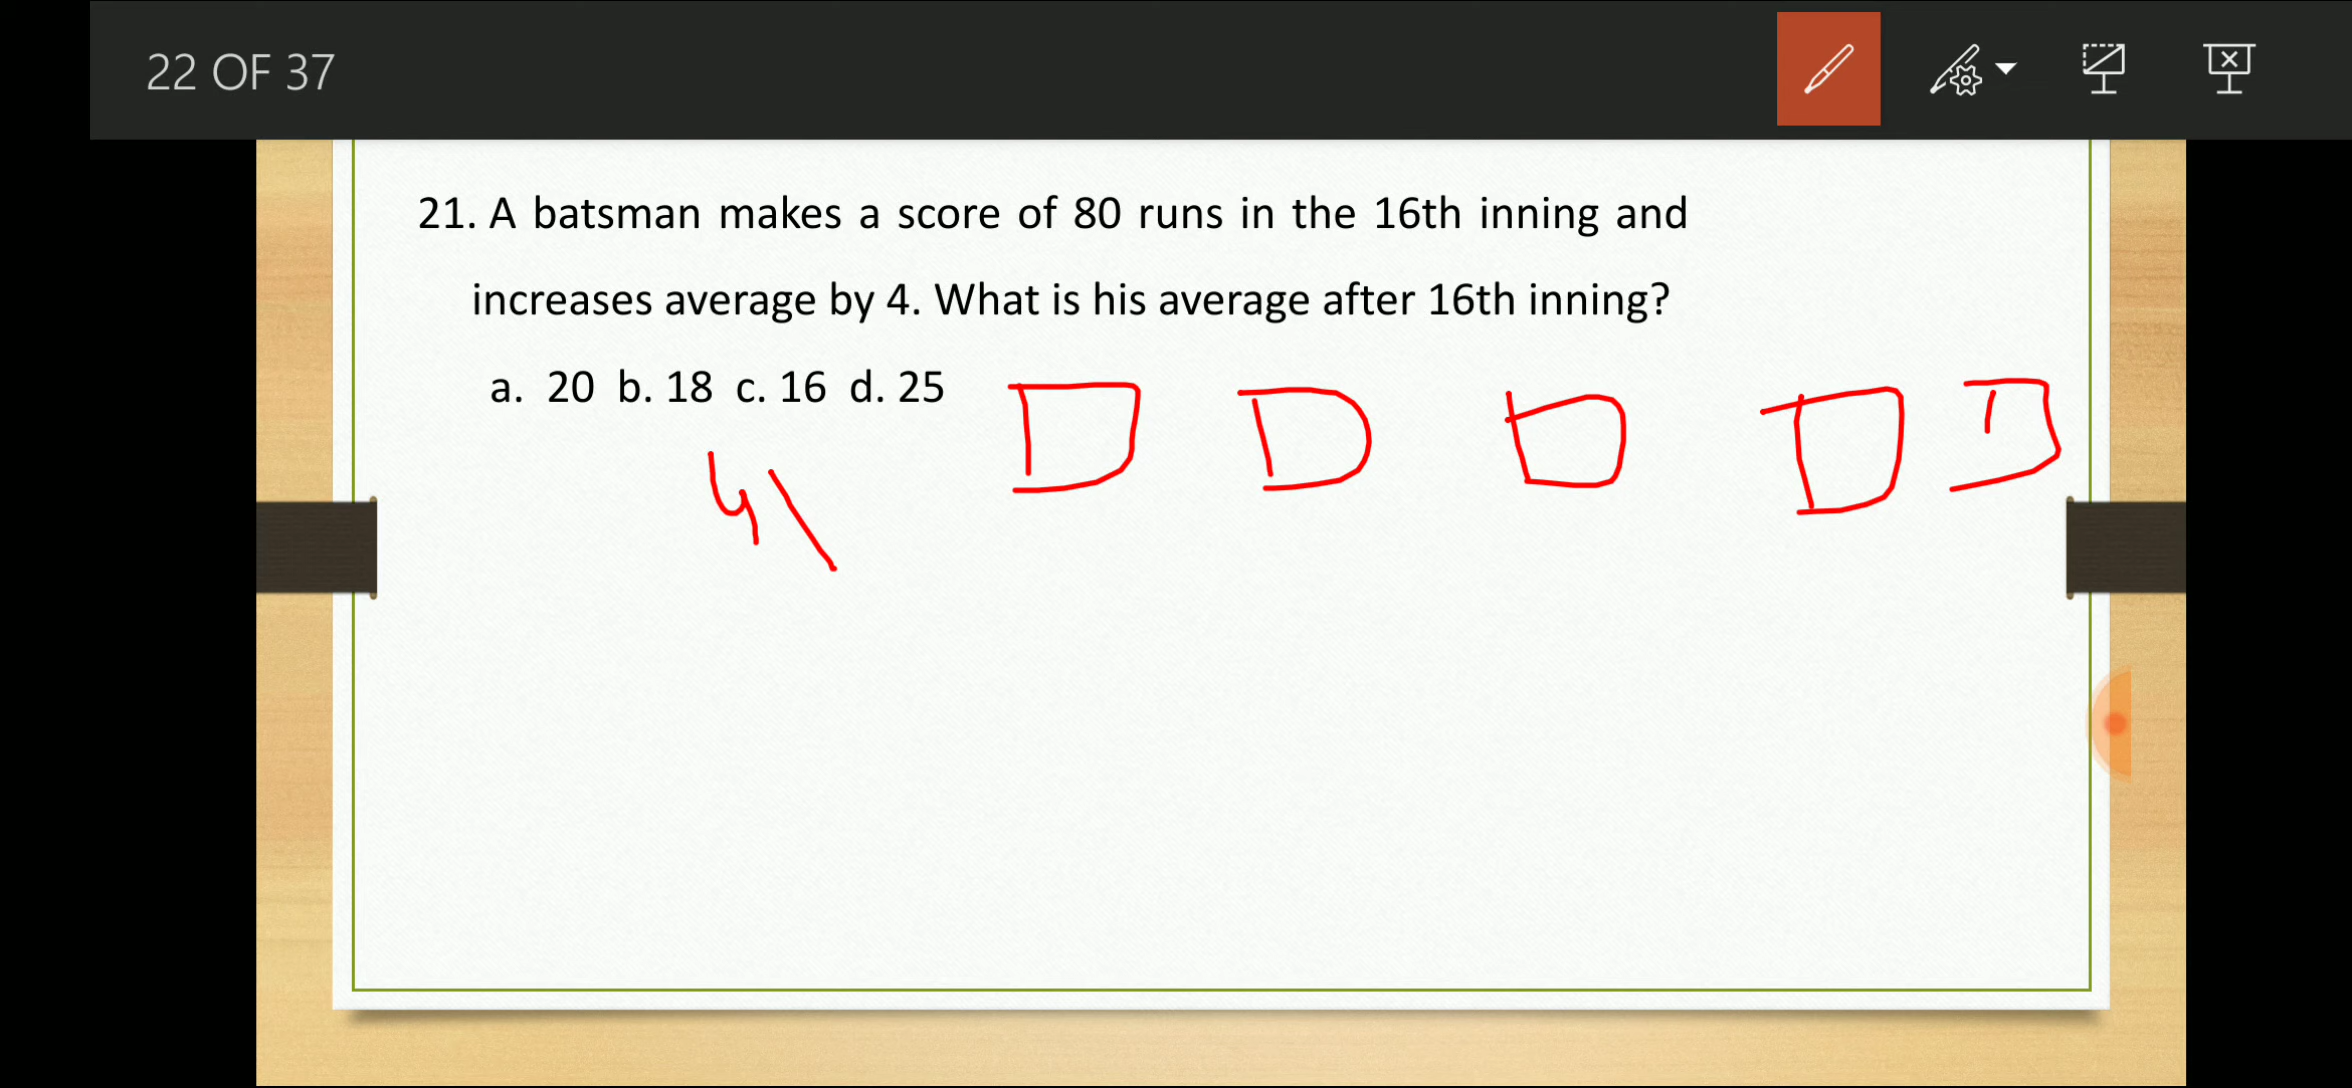 22 OF 37
21. A batsman makes a score of 80 runs in the 16th inning and
increases average by 4. What is his average after 16th inning?
a. 20 b. 18 c. 16 d. 25